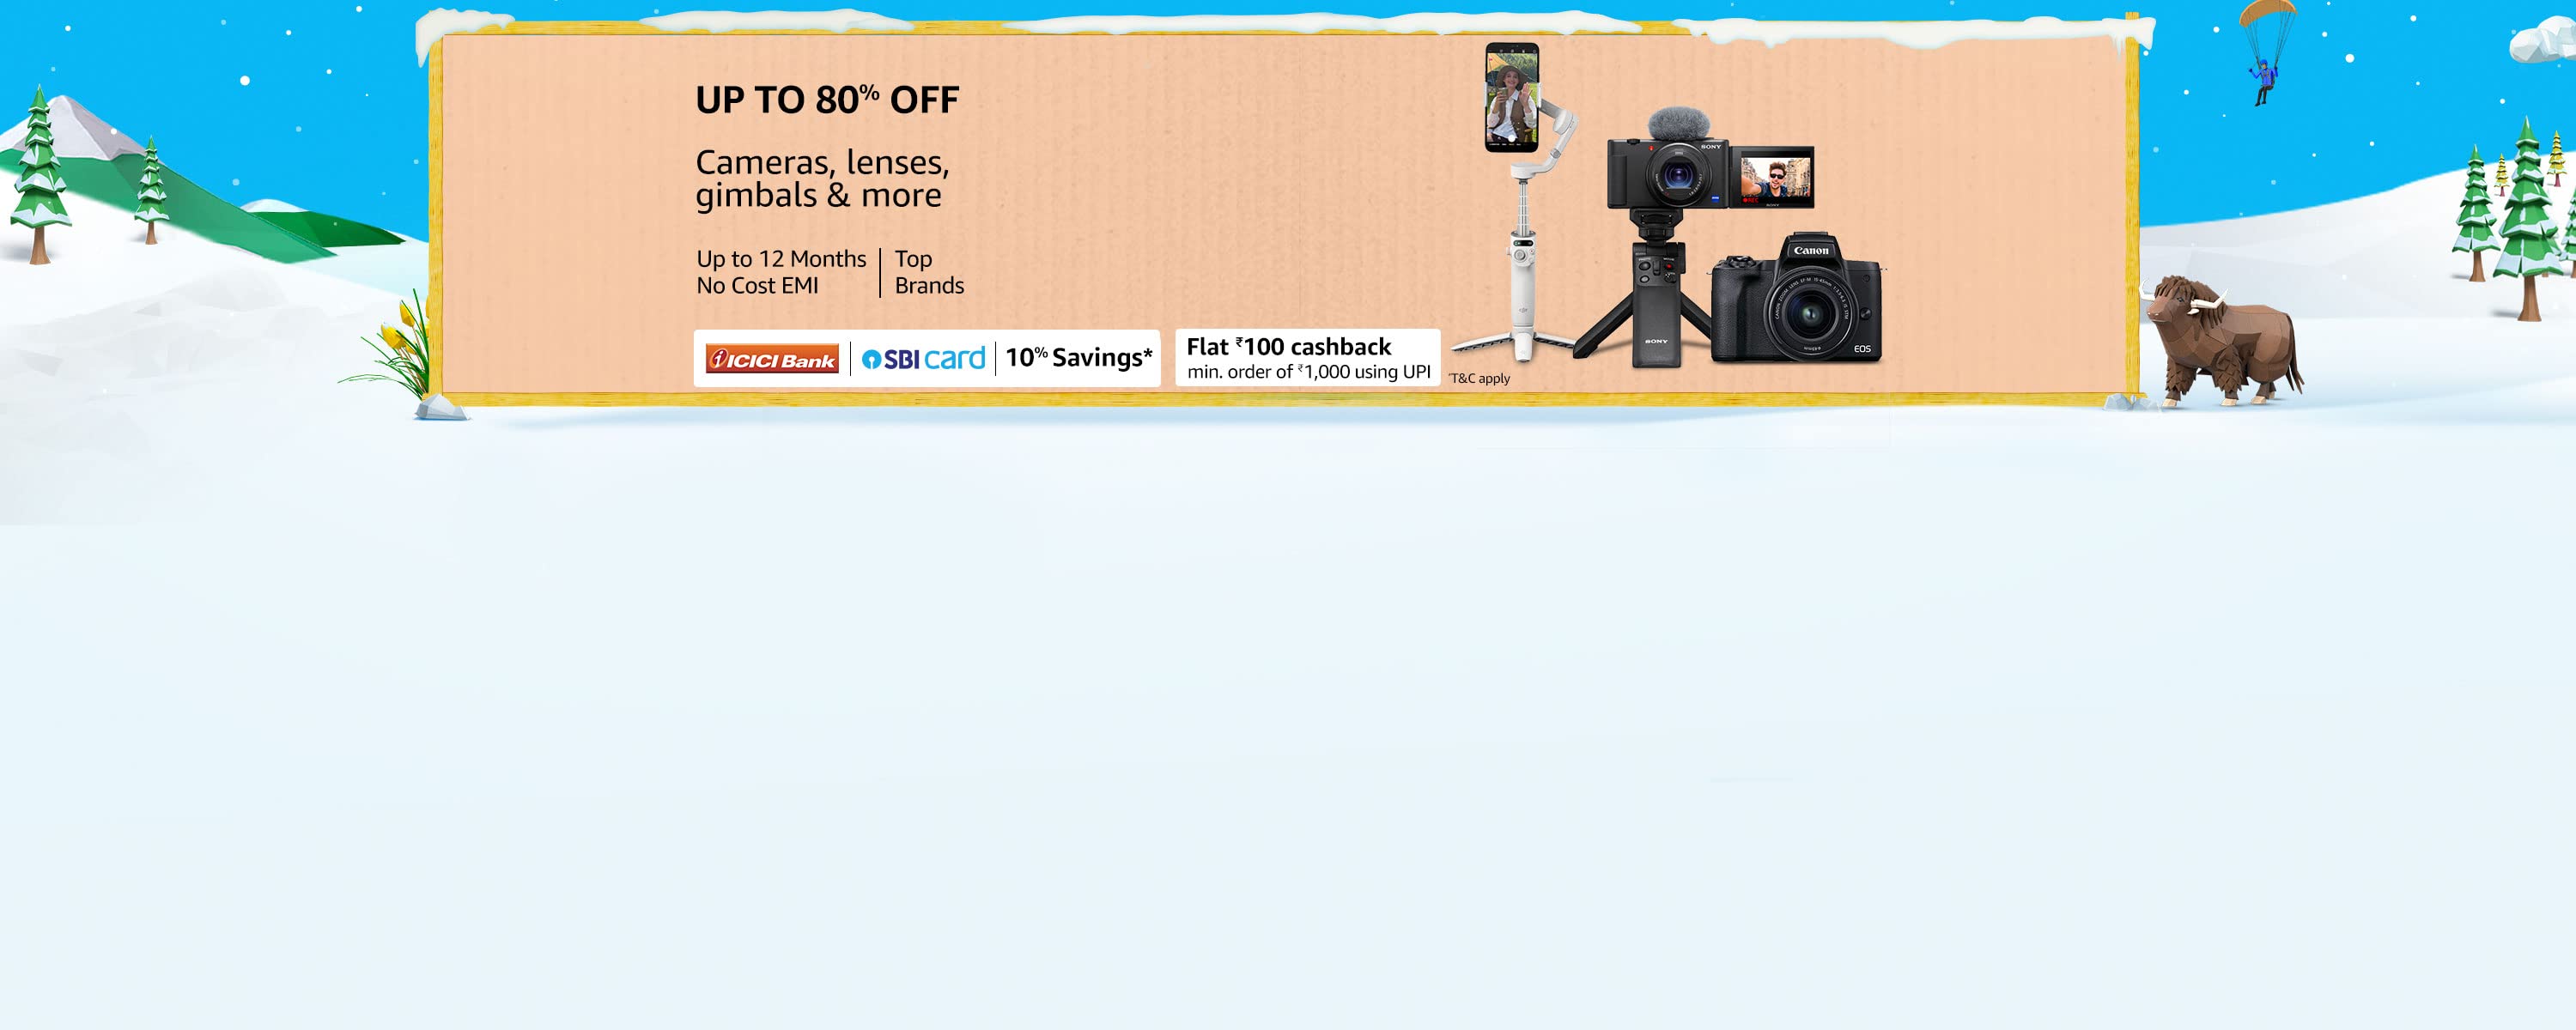 UP TO 80% OFF
Cameras, lenses,
gimbals & more
Up to 12 Months
No Cost EMI
Top
Brands
ICICI Bank
SBI card
10% Savings*
Flat ₹100 cashback
min. order of ₹1,000 using UPI
*T&C apply
SONY
REC
SONY
SONY
Canon
EOS